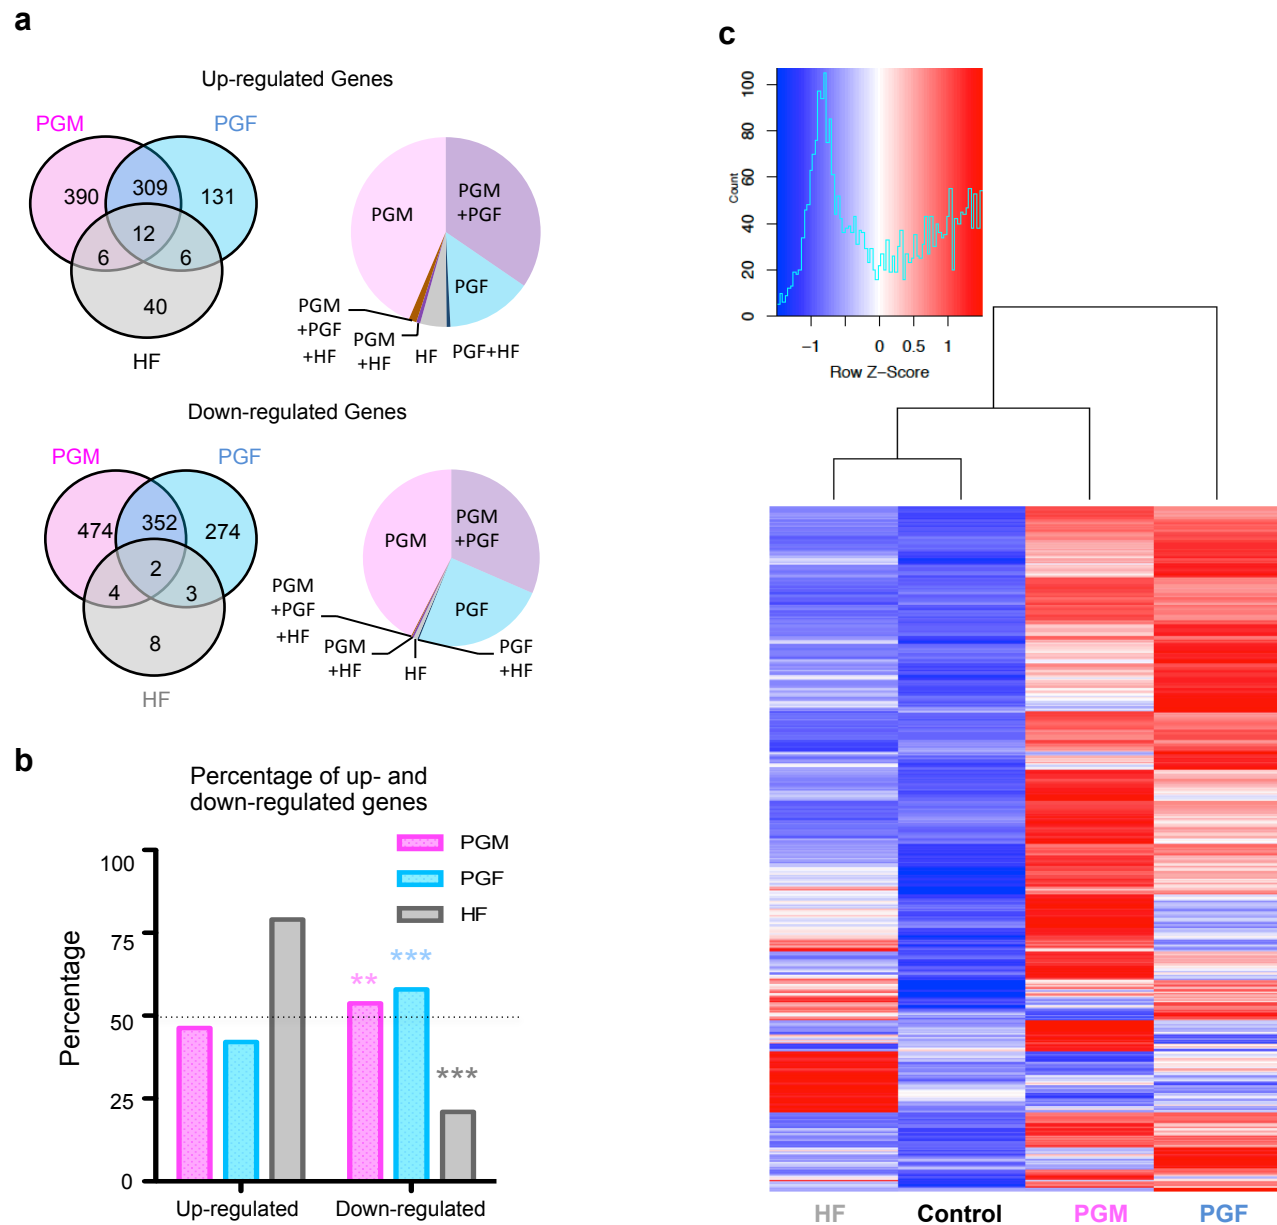 a
Up-regulated Genes
PGM
PGF
390
309
131
12
6
6
40
HF
PGM
PGM
+PGF
PGF
PGM
+PGF
+HF
PGM
+HF
HF
PGF+HF
Down-regulated Genes
PGM
PGF
474
352
274
2
4
3
8
HF
PGM
PGM
+PGF
PGF
PGM
+PGF
+HF
PGM
+HF
HF
PGF
+HF
b
Percentage of up- and
down-regulated genes
PGM
PGF
HF
Percentage
100
75
50
25
0
**
***
***
Up-regulated
Down-regulated
c
Count
100
80
60
40
20
0
−1
0
0.5
1
Row Z−Score
HF
Control
PGM
PGF